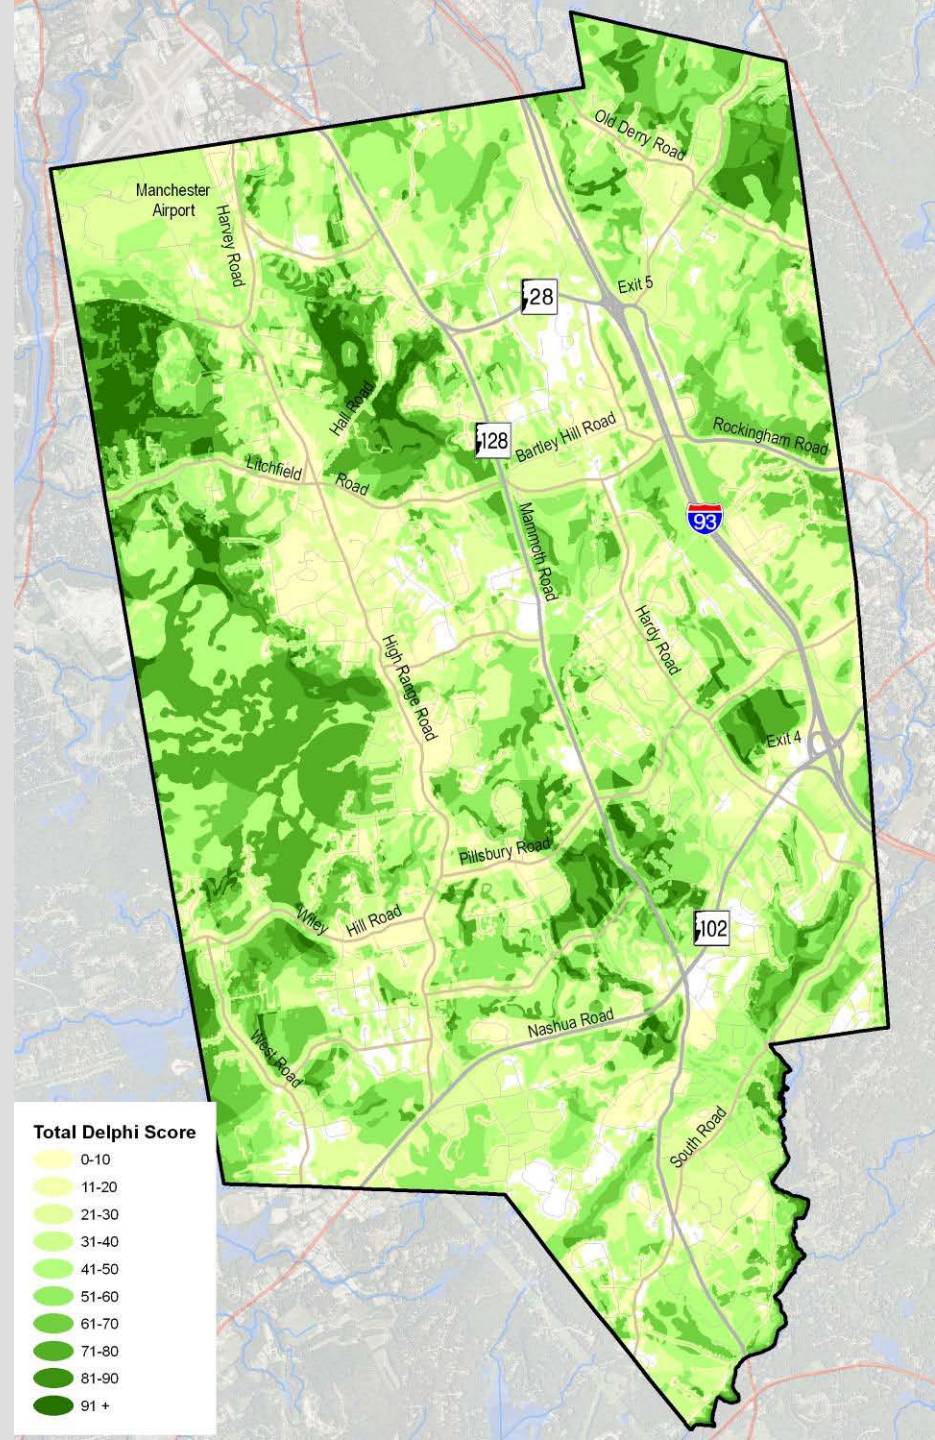 Old Derry Road
Manchester
Airport
Harvey Road
Exit 5
28
Hall Road
128
Bartley Hill Road
Rockingham Road
Litchfield
Road
93
Mammoth Road
Hardy Road
High Range Road
Exit 4
Pillsbury Road
Wiley
Hill Road
102
Nashua Road
West Road
South Road
Total Delphi Score
0-10
11-20
21-30
31-40
41-50
51-60
61-70
71-80
81-90
91 +